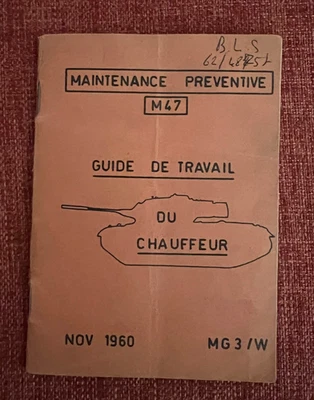 B.L.S
MAINTENANCE PREVENTIVE
M47
GUIDE DE TRAVAIL
DU
CHAUFFEUR
NOV 1960 MG3/W